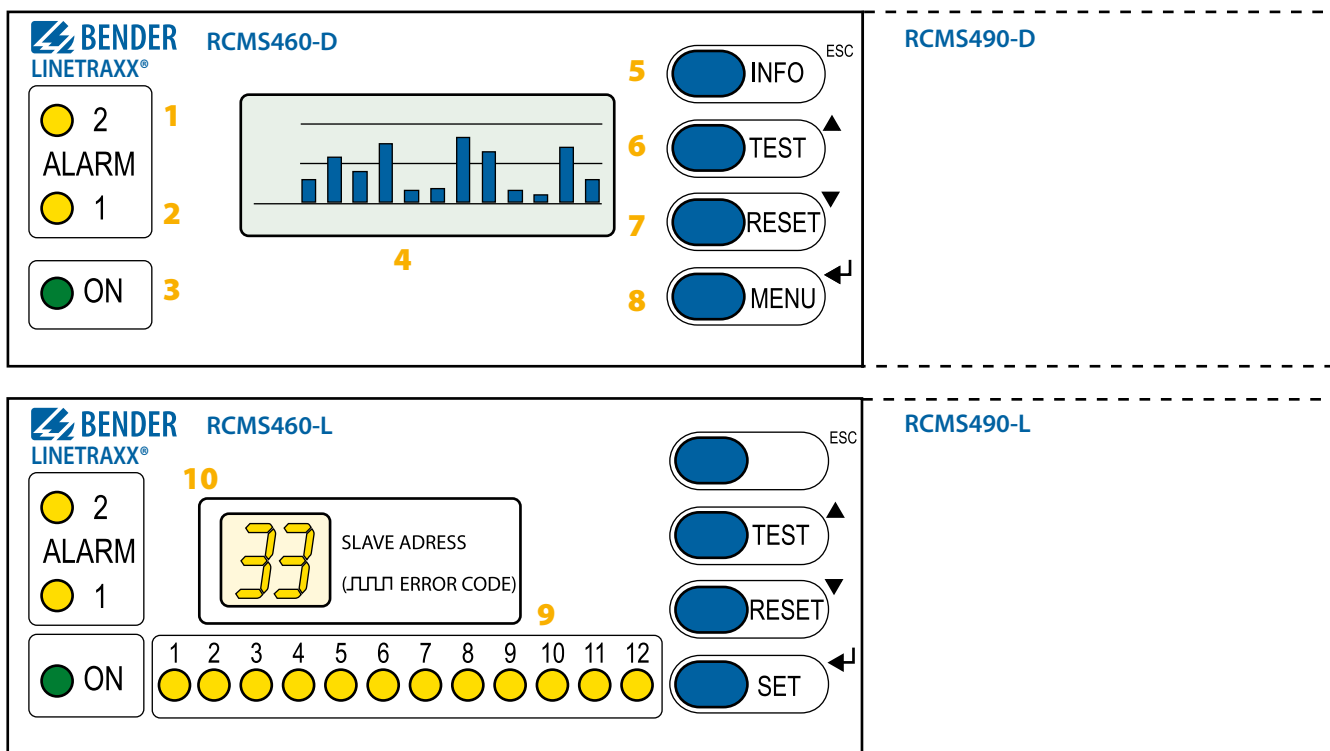 BENDER RCMS460-D
LINETRAXX®
RCMS490-D
2
ALARM
1
ON
1
2
3
4
5
INFO
ESC
6
TEST
7
RESET
8
MENU
BENDER RCMS460-L
LINETRAXX®
RCMS490-L
2
ALARM
1
ON
10
33
SLAVE ADRESS
( ERROR CODE)
9
1 2 3 4 5 6 7 8 9 10 11 12
ESC
TEST
RESET
SET